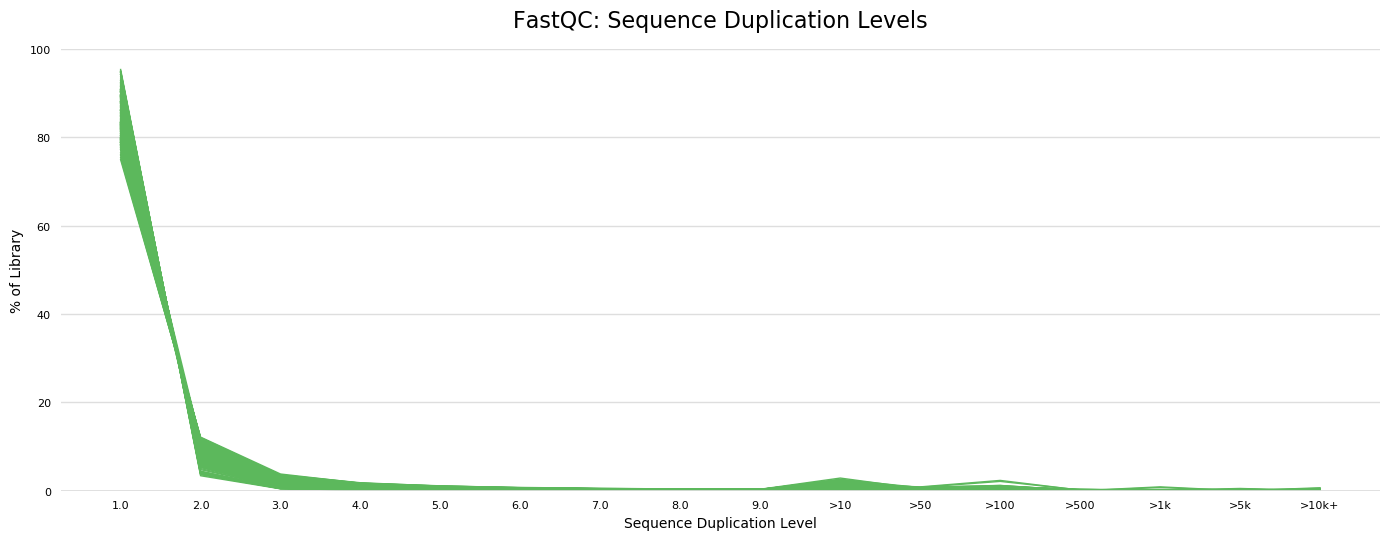 FastQC: Sequence Duplication Levels
100
80
60
40
20
0
% of Library
1.0 2.0 3.0 4.0 5.0 6.0 7.0 8.0 9.0 >10 >50 >100 >500 >1k >5k >10k+
Sequence Duplication Level